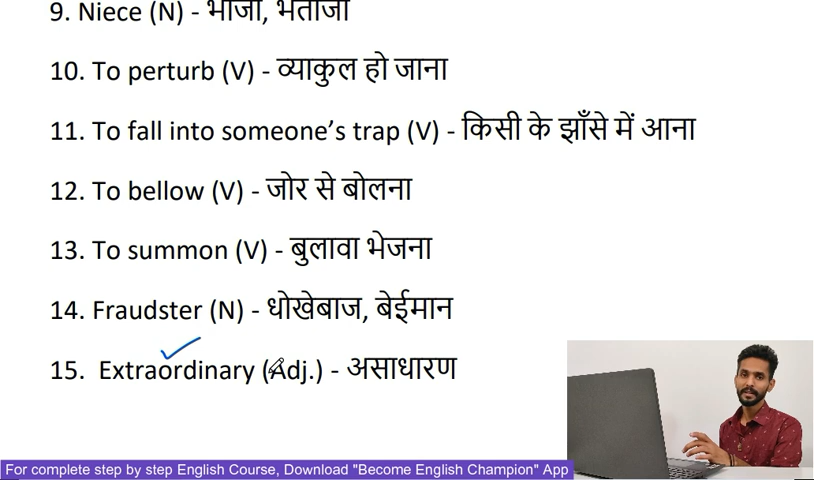 9. Niece (N) - भांजी, भतीजी
10. To perturb (V) - व्याकुल हो जाना
11. To fall into someone’s trap (V) - किसी के झाँसे में आना
12. To bellow (V) - जोर से बोलना
13. To summon (V) - बुलावा भेजना
14. Fraudster (N) - धोखेबाज, बेईमान
15. Extraordinary (Adj.) - असाधारण
For complete step by step English Course, Download "Become English Champion" App